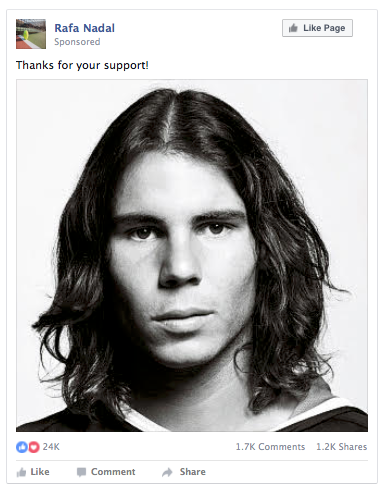 Rafa Nadal
Like Page
Sponsored
Thanks for your support!
24K
1.7K Comments 1.2K Shares
Like Comment Share